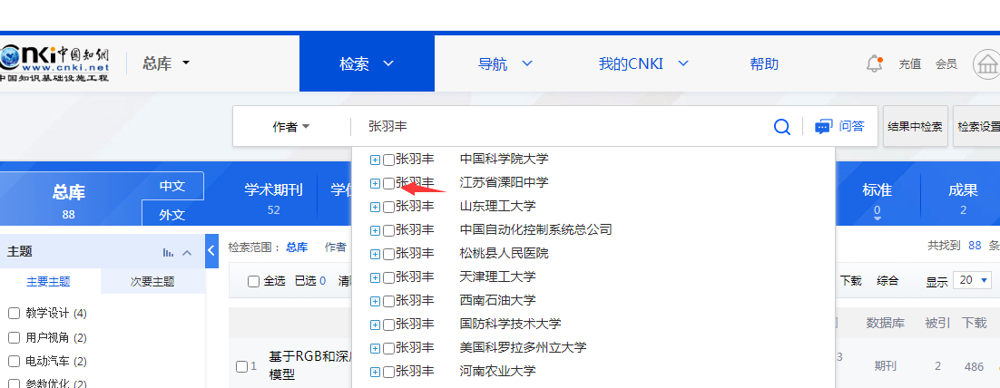 CNKI中国知网
www.cnki.net
中国知识基础设施工程
总库
检索
导航
我的CNKI
帮助
充值
会员
作者
张羽丰
问答
结果中检索
检索设置
张羽丰 中国科学院大学
张羽丰 江苏省溧阳中学
张羽丰 山东理工大学
张羽丰 中国自动化控制系统总公司
张羽丰 松桃县人民医院
张羽丰 天津理工大学
张羽丰 西南石油大学
张羽丰 国防科学技术大学
张羽丰 美国科罗拉多州立大学
张羽丰 河南农业大学
总库
88
中文
外文
学术期刊
52
学位
标准
0
成果
2
主题
主要主题 次要主题
教学设计 (4)
用户视角 (2)
电动汽车 (2)
参数优化 (2)
检索范围： 总库 作者
共找到 88 条
全选 已选 0
下载 综合 显示 20
数据库 被引 下载
1
基于RGB和深
模型
3
期刊 2 486